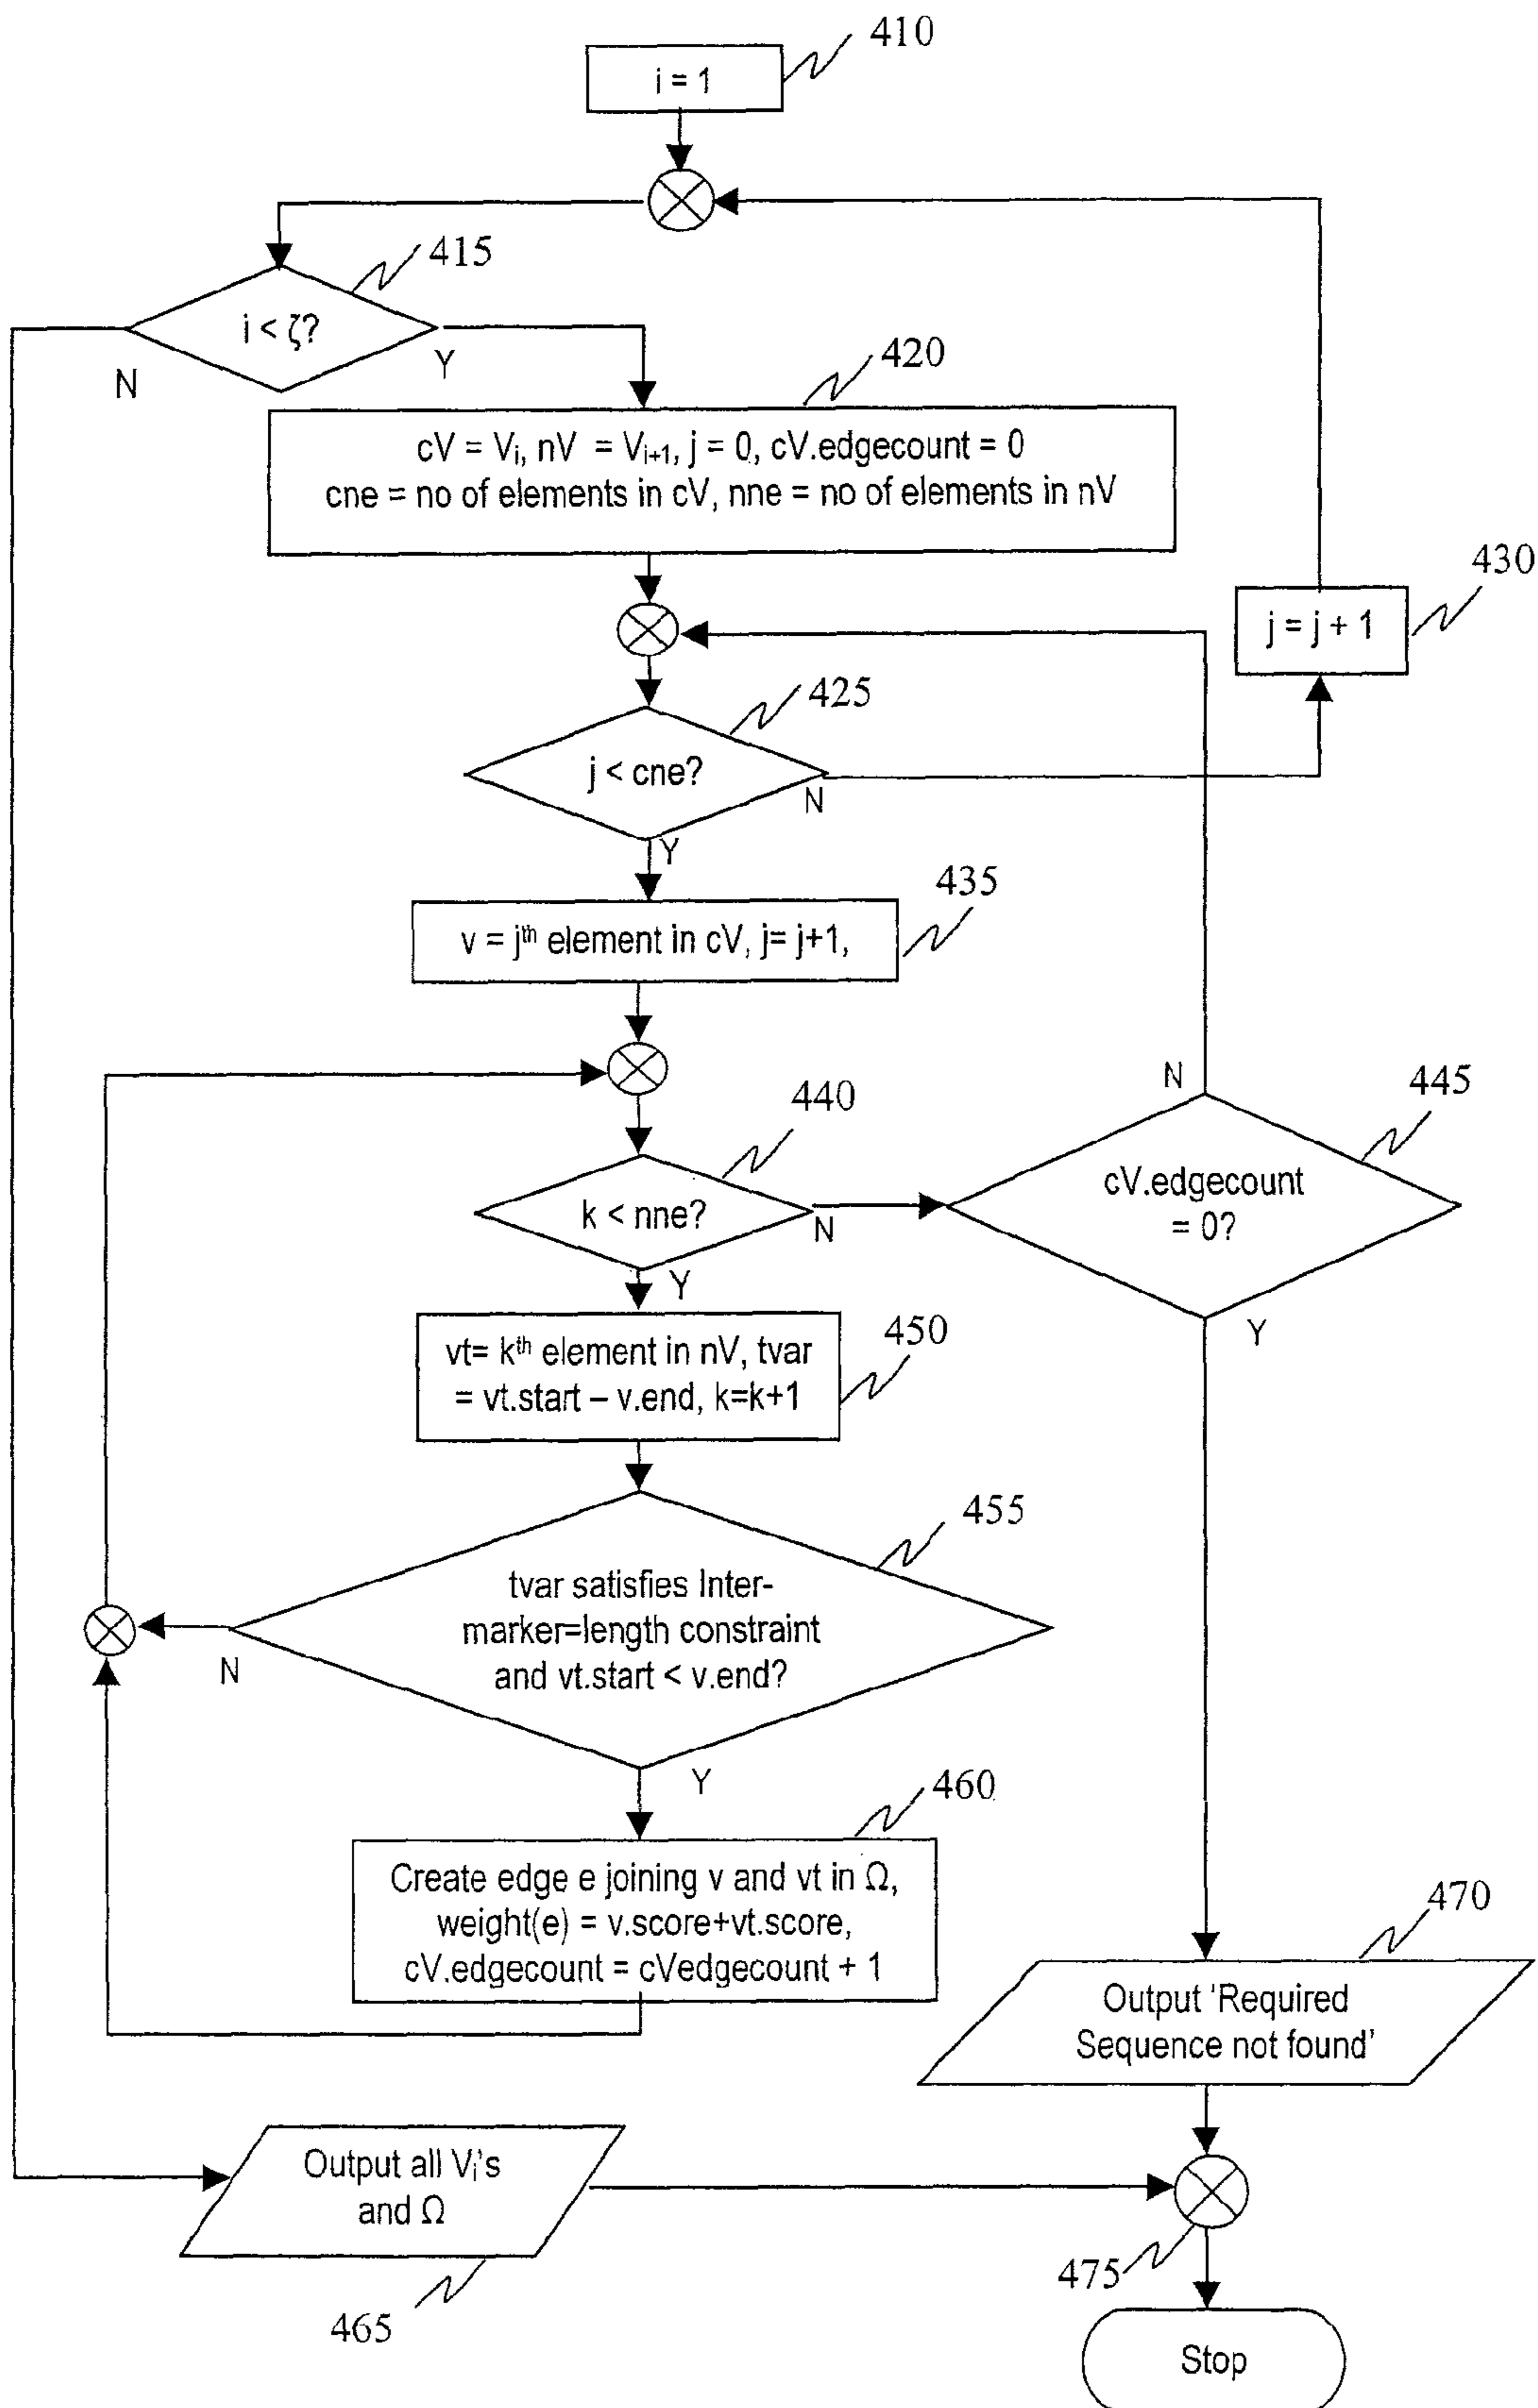 410
i = 1
415
i < ζ?
N
Y
420
cV = Vi, nV = Vi+1, j = 0, cV.edgecount = 0
cne = no of elements in cV, nne = no of elements in nV
430
j = j + 1
425
j < cne?
N
Y
435
v = jth element in cV, j= j+1,
440
k < nne?
N
Y
445
N
cV.edgecount
= 0?
Y
450
vt= kth element in nV, tvar
= vt.start – v.end, k=k+1
455
tvar satisfies Inter-
marker=length constraint
and vt.start < v.end?
N
Y
460
Create edge e joining v and vt in Ω,
weight(e) = v.score+vt.score,
cV.edgecount = cVedgecount + 1
470
Output ‘Required
Sequence not found’
Output all Vi's
and Ω
465
475
Stop